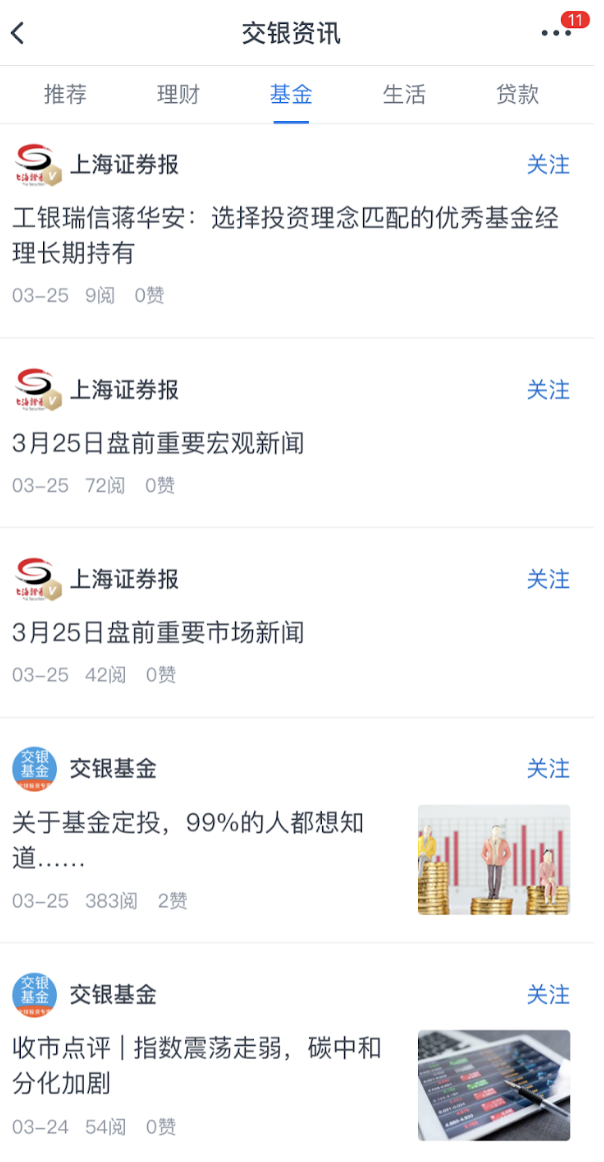 交银资讯
11
推荐
理财
基金
生活
贷款
上海证券报
关注
工银瑞信蒋华安：选择投资理念匹配的优秀基金经
理长期持有
03-25 9阅 0赞
上海证券报
关注
3月25日盘前重要宏观新闻
03-25 72阅 0赞
上海证券报
关注
3月25日盘前重要市场新闻
03-25 42阅 0赞
交银
基金
交银基金
关注
关于基金定投，99%的人都想知
道……
03-25 383阅 2赞
交银
基金
交银基金
关注
收市点评 | 指数震荡走弱，碳中和
分化加剧
03-24 54阅 0赞